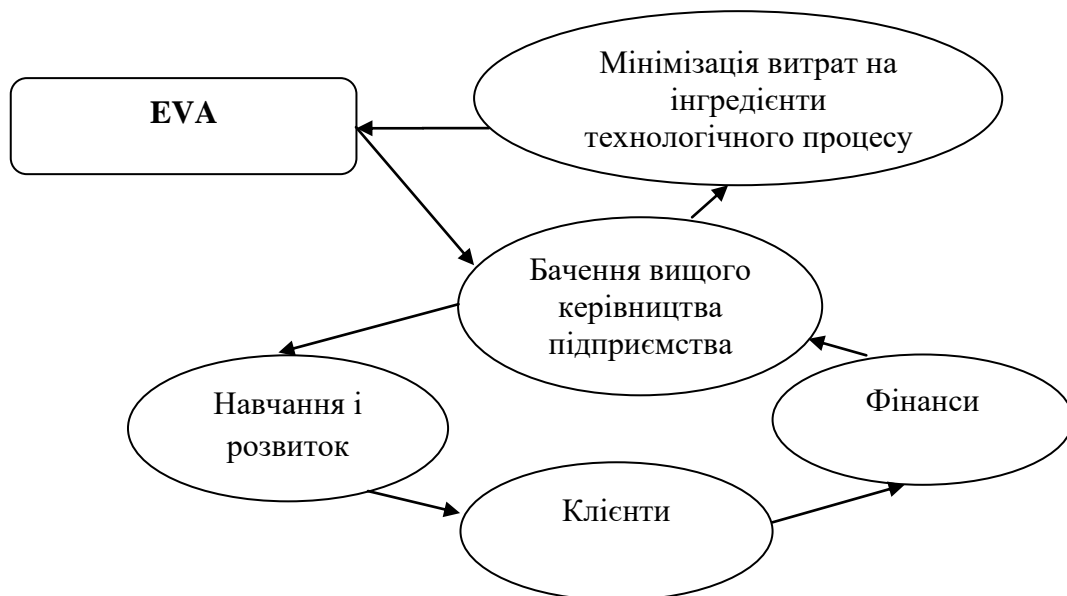 EVA
Мінімізація витрат на
інгредієнти
технологічного процесу
Бачення вищого
керівництва
підприємства
Навчання і
розвиток
Фінанси
Клієнти